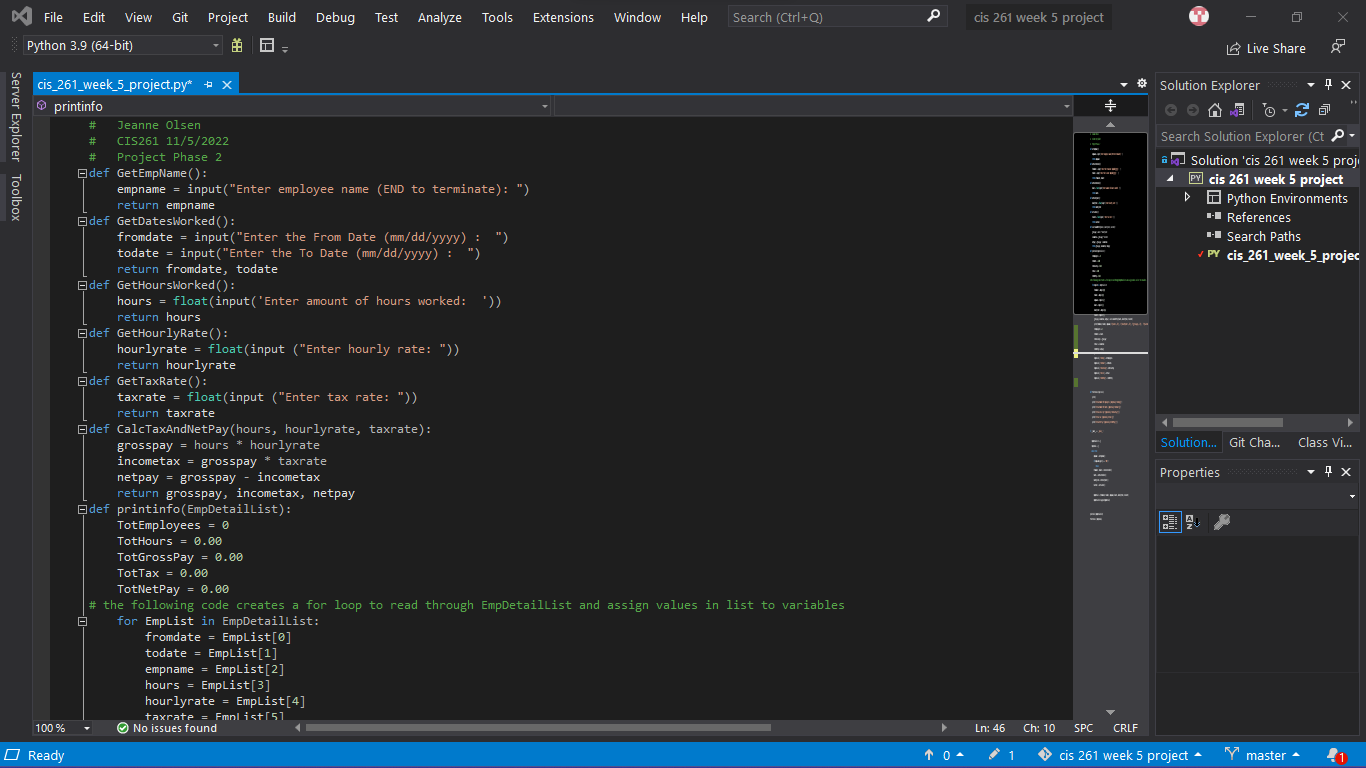 File Edit View Git Project Build Debug Test Analyze Tools Extensions Window Help Search (Ctrl+Q) cis 261 week 5 project
Python 3.9 (64-bit)
Live Share
Server Explorer
Toolbox
cis_261_week_5_project.py*
printinfo
# Jeanne Olsen
# CIS261 11/5/2022
# Project Phase 2
def GetEmpName():
empname = input("Enter employee name (END to terminate): ")
return empname
def GetDatesWorked():
fromdate = input("Enter the From Date (mm/dd/yyyy) :  ")
todate = input("Enter the To Date (mm/dd/yyyy) :  ")
return fromdate, todate
def GetHoursWorked():
hours = float(input('Enter amount of hours worked:  '))
return hours
def GetHourlyRate():
hourlyrate = float(input ("Enter hourly rate: "))
return hourlyrate
def GetTaxRate():
taxrate = float(input ("Enter tax rate: "))
return taxrate
def CalcTaxAndNetPay(hours, hourlyrate, taxrate):
grosspay = hours * hourlyrate
incometax = grosspay * taxrate
netpay = grosspay - incometax
return grosspay, incometax, netpay
def printinfo(EmpDetailList):
TotEmployees = 0
TotHours = 0.00
TotGrossPay = 0.00
TotTax = 0.00
TotNetPay = 0.00
# the following code creates a for loop to read through EmpDetailList and assign values in list to variables
for EmpList in EmpDetailList:
fromdate = EmpList[0]
todate = EmpList[1]
empname = EmpList[2]
hours = EmpList[3]
hourlyrate = EmpList[4]
taxrate = EmpList[5]
100 % No issues found Ln: 46 Ch: 10 SPC CRLF
Solution Explorer
Search Solution Explorer (Ct
Solution 'cis 261 week 5 proj
PY cis 261 week 5 project
Python Environments
References
Search Paths
PY cis_261_week_5_projec
Solution... Git Cha... Class Vi...
Properties
Ready 0 1 cis 261 week 5 project master 1